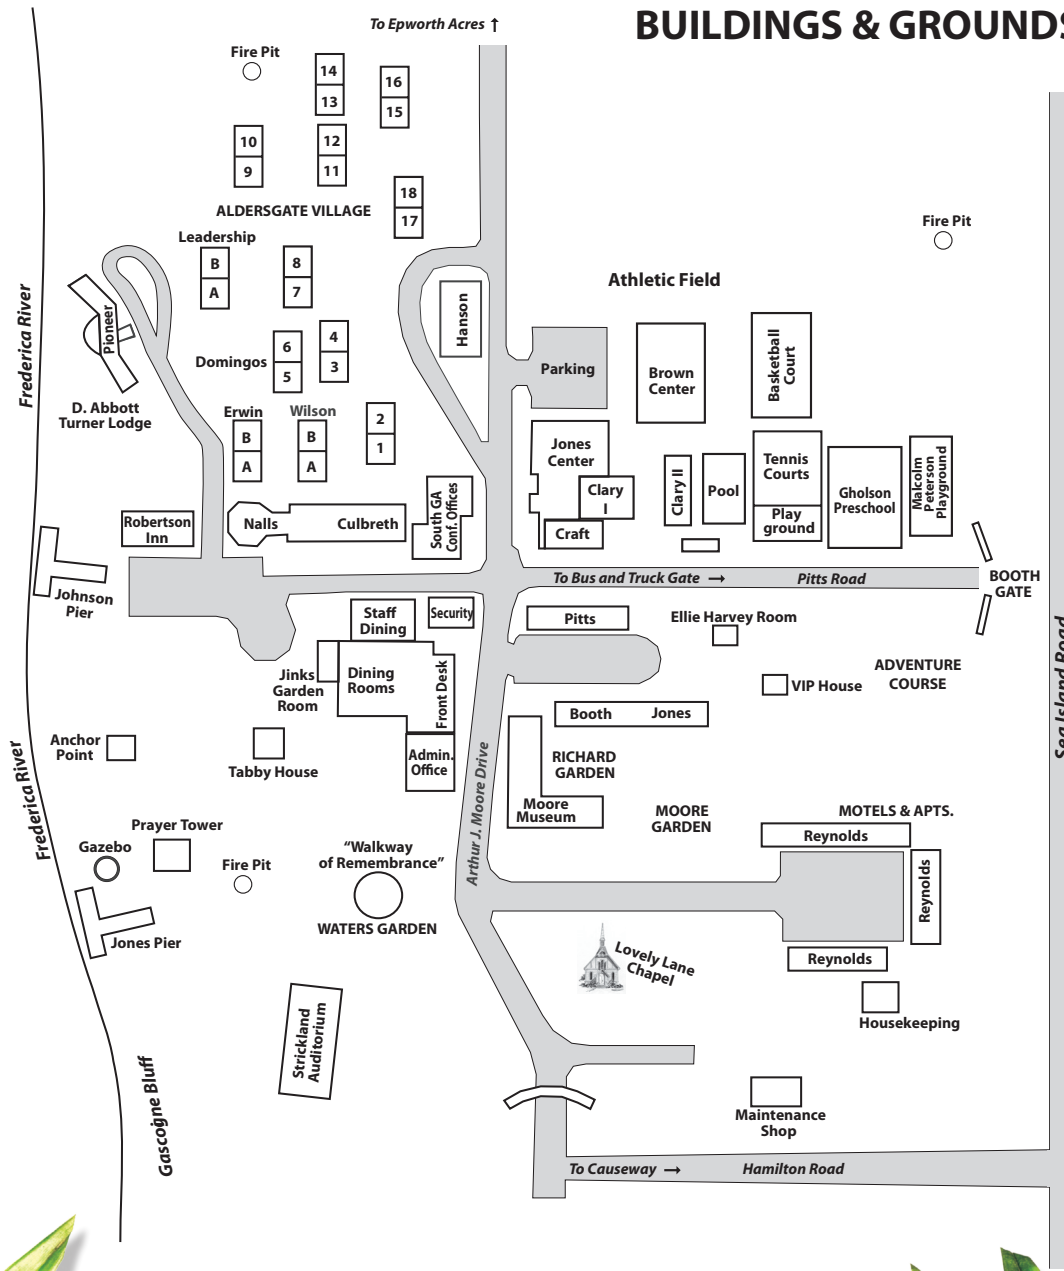 BUILDINGS & GROUNDS
To Epworth Acres ↑
Fire Pit
14
13
16
15
10
9
12
11
18
17
ALDERSGATE VILLAGE
Leadership
B
A
8
7
Fire Pit
Athletic Field
Frederica River
Pioneer
D. Abbott
Turner Lodge
Hanson
Domingos
6
5
4
3
Parking
Brown
Center
Basketball
Court
Erwin
B
A
Wilson
B
A
2
1
Jones
Center
Clary
I
Craft
Clary II
Pool
Tennis
Courts
Play
ground
Gholson
Preschool
Malcolm
Peterson
Playground
Robertson
Inn
Nalls
Culbreth
South GA
Conf. Offices
Johnson
Pier
To Bus and Truck Gate →
Pitts Road
BOOTH
GATE
Sea Island Road
Staff
Dining
Security
Pitts
Ellie Harvey Room
Jinks
Garden
Room
Dining
Rooms
Front Desk
VIP House
ADVENTURE
COURSE
Booth
Jones
Anchor
Point
Tabby House
Admin.
Office
Arthur J. Moore Drive
RICHARD
GARDEN
Moore
Museum
MOORE
GARDEN
MOTELS & APTS.
Reynolds
Reynolds
Reynolds
Frederica River
Prayer Tower
Gazebo
Fire Pit
"Walkway
of Remembrance"
WATERS GARDEN
Jones Pier
Lovely Lane
Chapel
Housekeeping
Strickland
Auditorium
Gascoigne Bluff
Maintenance
Shop
To Causeway →
Hamilton Road